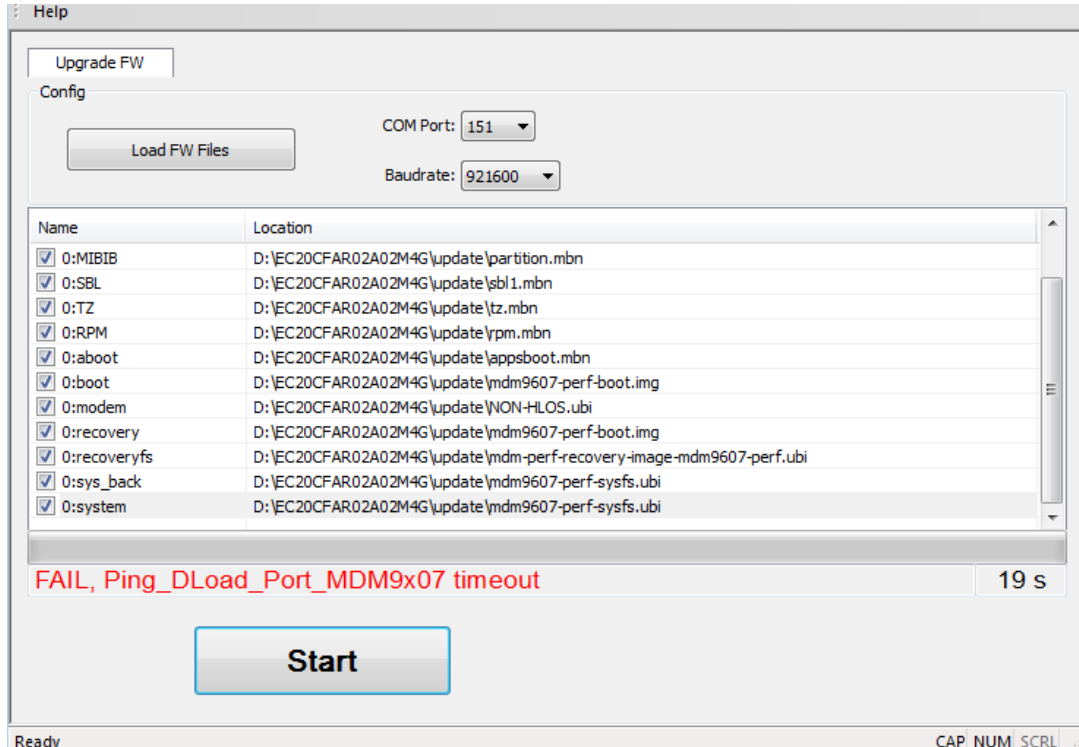 Help
Upgrade FW
Config
Load FW Files
COM Port: 151
Baudrate: 921600
Name Location
0:MIBIB D:\EC20CFAR02A02M4G\update\partition.mbn
0:SBL D:\EC20CFAR02A02M4G\update\sbl1.mbn
0:TZ D:\EC20CFAR02A02M4G\update\tz.mbn
0:RPM D:\EC20CFAR02A02M4G\update\rpm.mbn
0:aboot D:\EC20CFAR02A02M4G\update\appsboot.mbn
0:boot D:\EC20CFAR02A02M4G\update\mdm9607-perf-boot.img
0:modem D:\EC20CFAR02A02M4G\update\NON-HLOS.ubi
0:recovery D:\EC20CFAR02A02M4G\update\mdm9607-perf-boot.img
0:recoveryfs D:\EC20CFAR02A02M4G\update\mdm-perf-recovery-image-mdm9607-perf.ubi
0:sys_back D:\EC20CFAR02A02M4G\update\mdm9607-perf-sysfs.ubi
0:system D:\EC20CFAR02A02M4G\update\mdm9607-perf-sysfs.ubi
FAIL, Ping_DLoad_Port_MDM9x07 timeout 19 s
Start
Ready CAP NUM SCRL